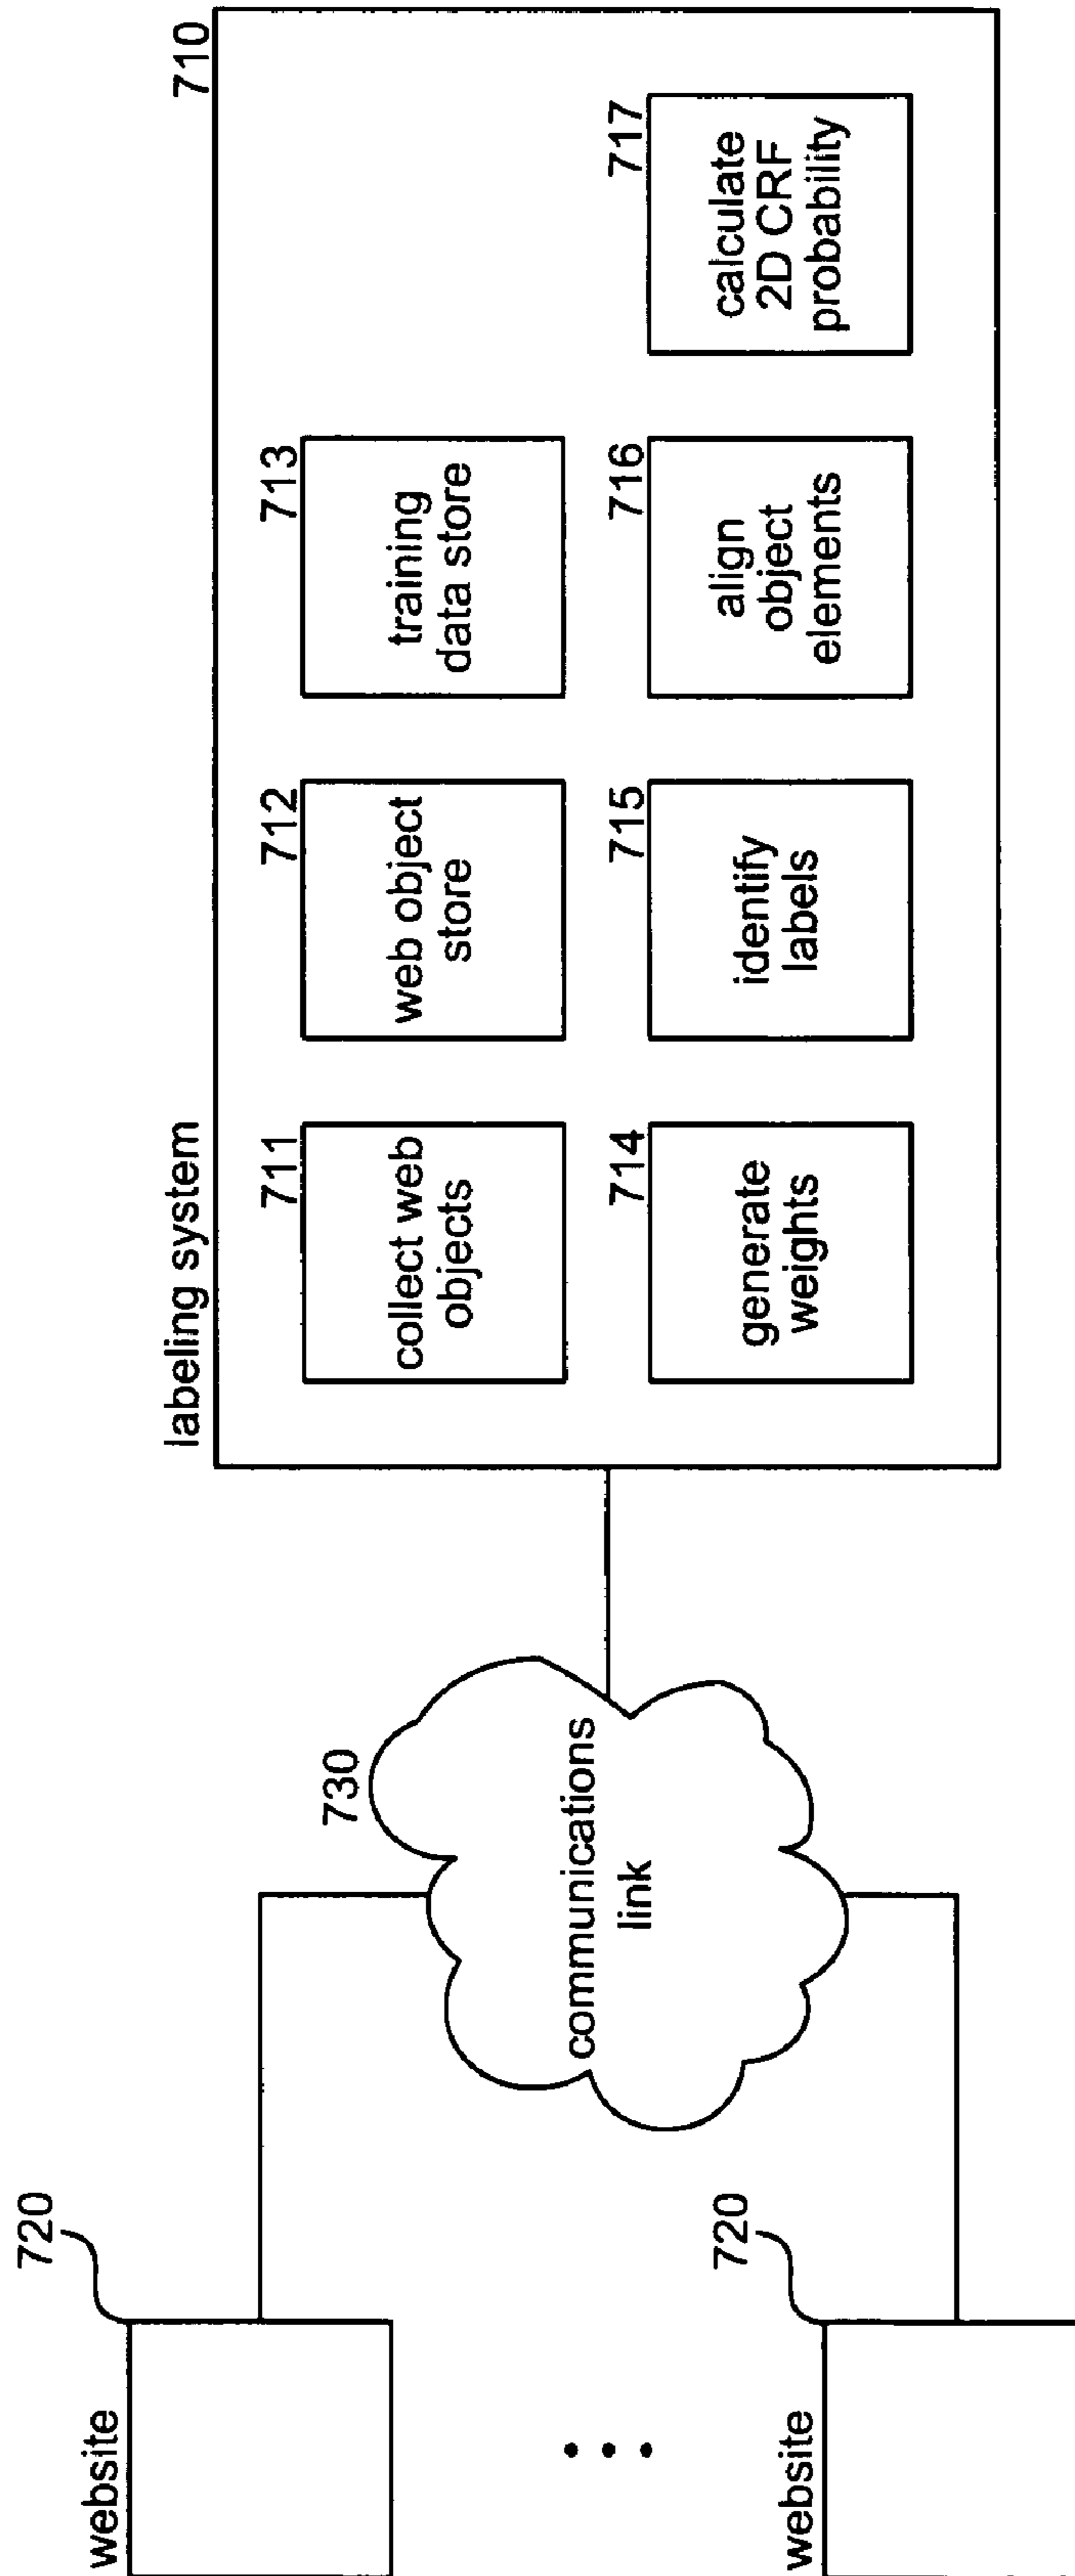 labeling system
710
711
collect web
objects
712
web object
store
713
training
data store
714
generate
weights
715
identify
labels
716
align
object
elements
717
calculate
2D CRF
probability
730
communications
link
website
720
website
720